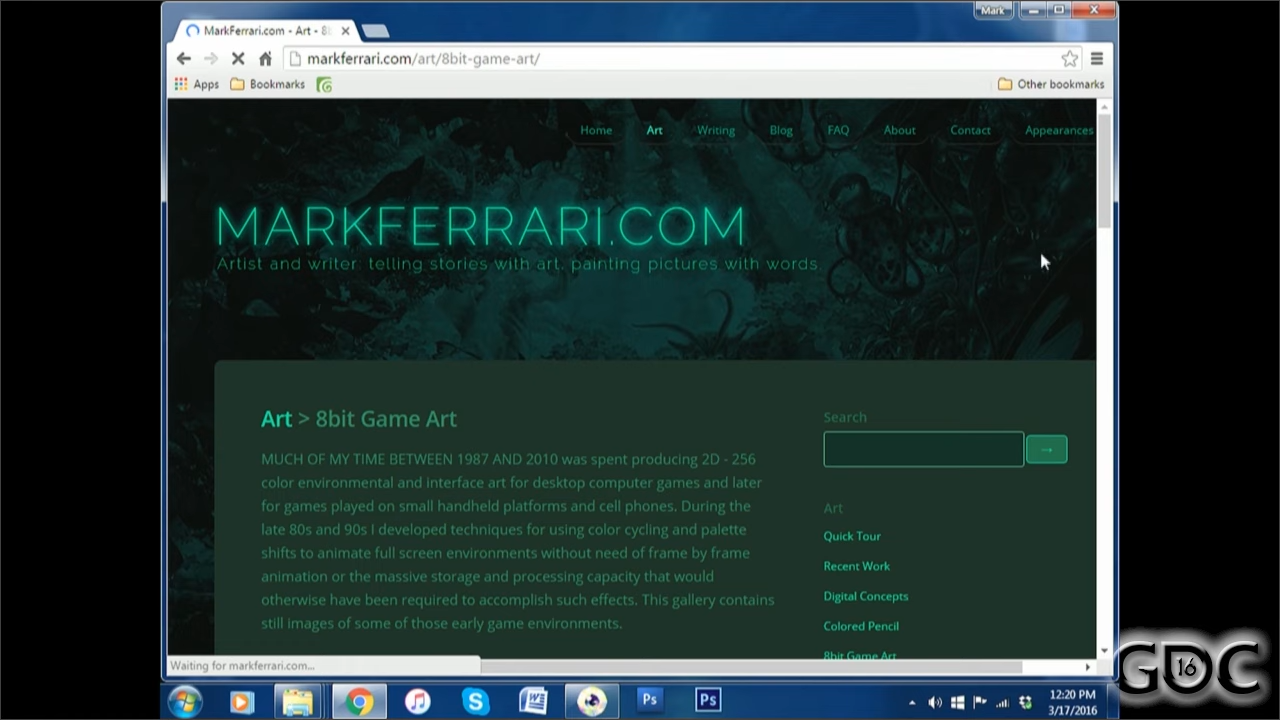 Mark
MarkFerrari.com - Art - 8
markferrari.com/art/8bit-game-art/
Apps Bookmarks Other bookmarks
Home Art Writing Blog FAQ About Contact Appearances
MARKFERRARI.COM
Artist and writer: telling stories with art, painting pictures with words.
Art > 8bit Game Art
MUCH OF MY TIME BETWEEN 1987 AND 2010 was spent producing 2D - 256
color environmental and interface art for desktop computer games and later
for games played on small handheld platforms and cell phones. During the
late 80s and 90s I developed techniques for using color cycling and palette
shifts to animate full screen environments without need of frame by frame
animation or the massive storage and processing capacity that would
otherwise have been required to accomplish such effects. This gallery contains
still images of some of those early game environments.
Search
→
Art
Quick Tour
Recent Work
Digital Concepts
Colored Pencil
8bit Game Art
Waiting for markferrari.com...
Ps Ps
12:20 PM
3/17/2016
GDC 16